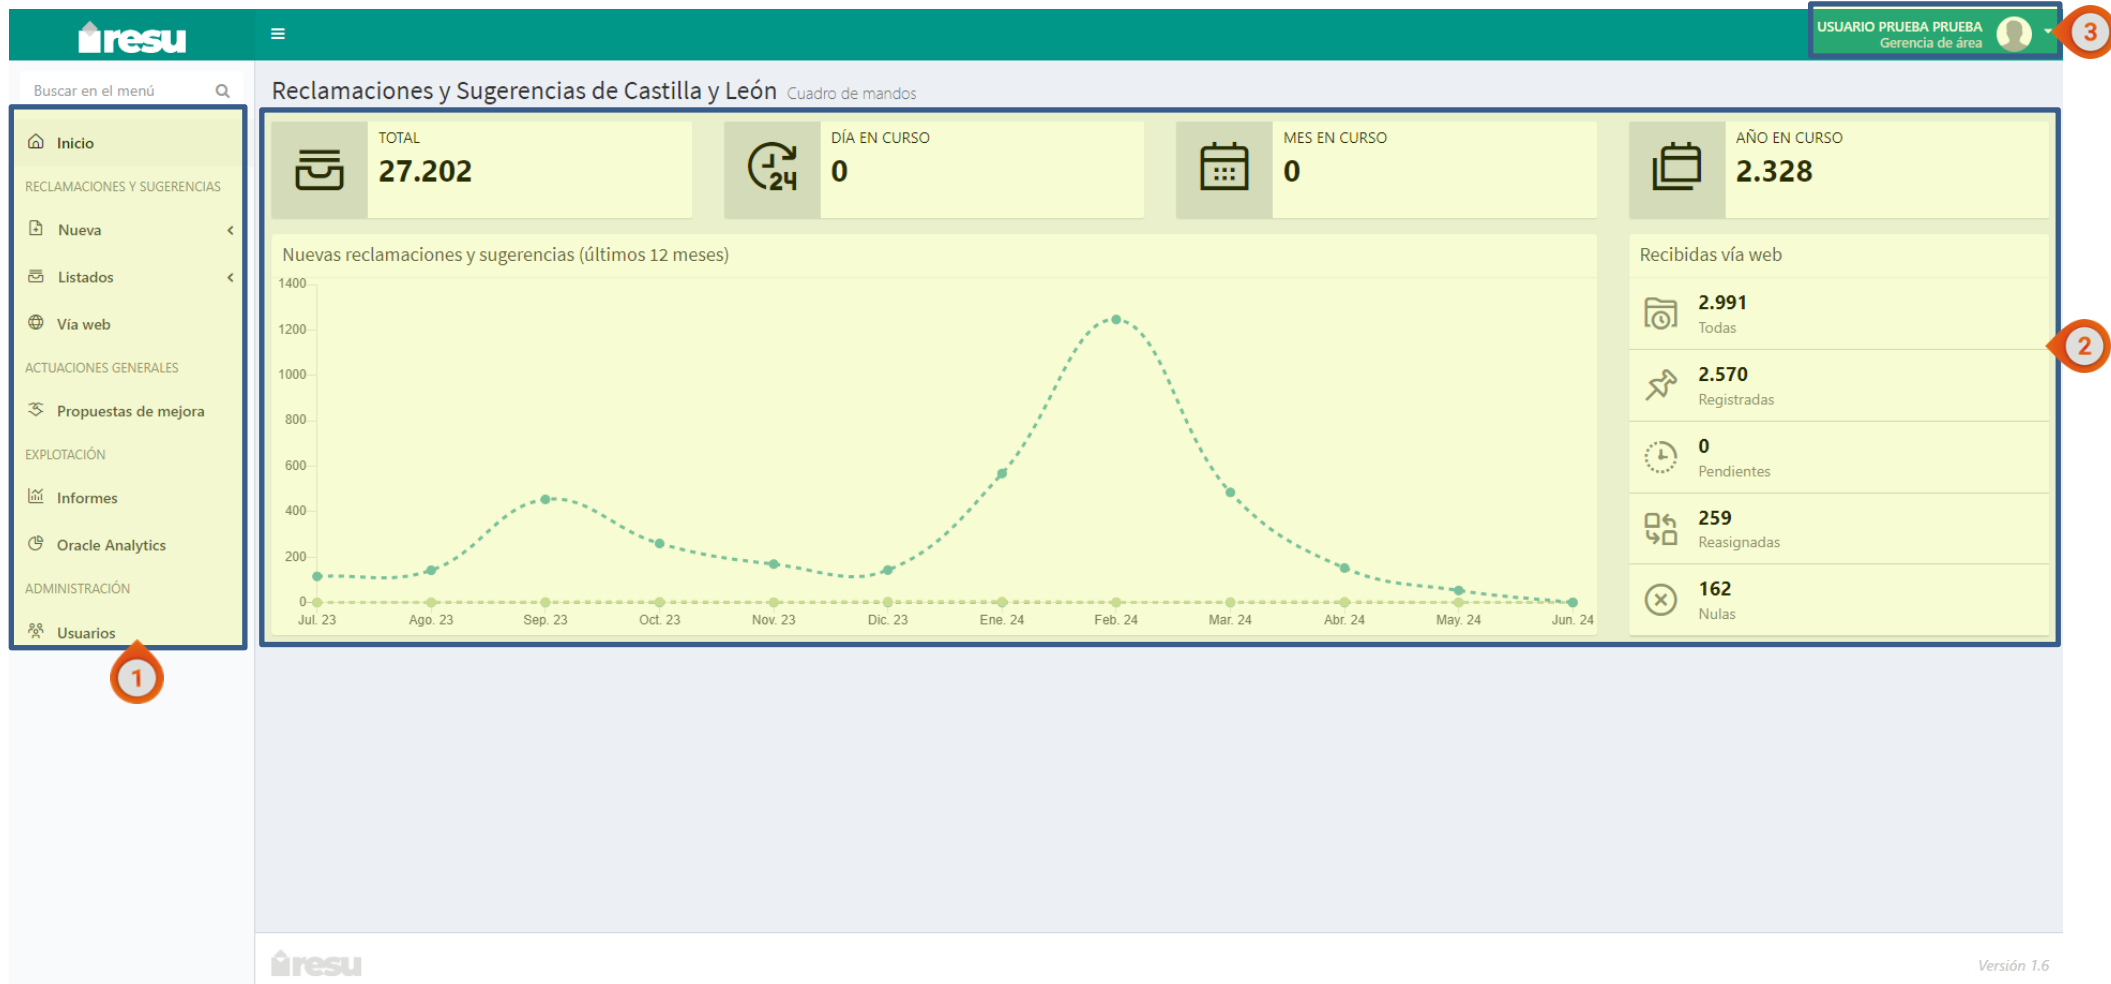 resu
USUARIO PRUEBA PRUEBA
Gerencia de área
3
Buscar en el menú
Reclamaciones y Sugerencias de Castilla y León Cuadro de mandos
Inicio
RECLAMACIONES Y SUGERENCIAS
Nueva
Listados
Vía web
ACTUACIONES GENERALES
Propuestas de mejora
EXPLOTACIÓN
Informes
Oracle Analytics
ADMINISTRACIÓN
Usuarios
1
TOTAL
27.202
24
DÍA EN CURSO
0
MES EN CURSO
0
AÑO EN CURSO
2.328
Nuevas reclamaciones y sugerencias (últimos 12 meses)
1400
1200
1000
800
600
400
200
0
Jul. 23 Ago. 23 Sep. 23 Oct. 23 Nov. 23 Dic. 23 Ene. 24 Feb. 24 Mar. 24 Abr. 24 May. 24 Jun. 24
Recibidas vía web
2.991
Todas
2
2.570
Registradas
0
Pendientes
259
Reasignadas
162
Nulas
resu
Versión 1.6